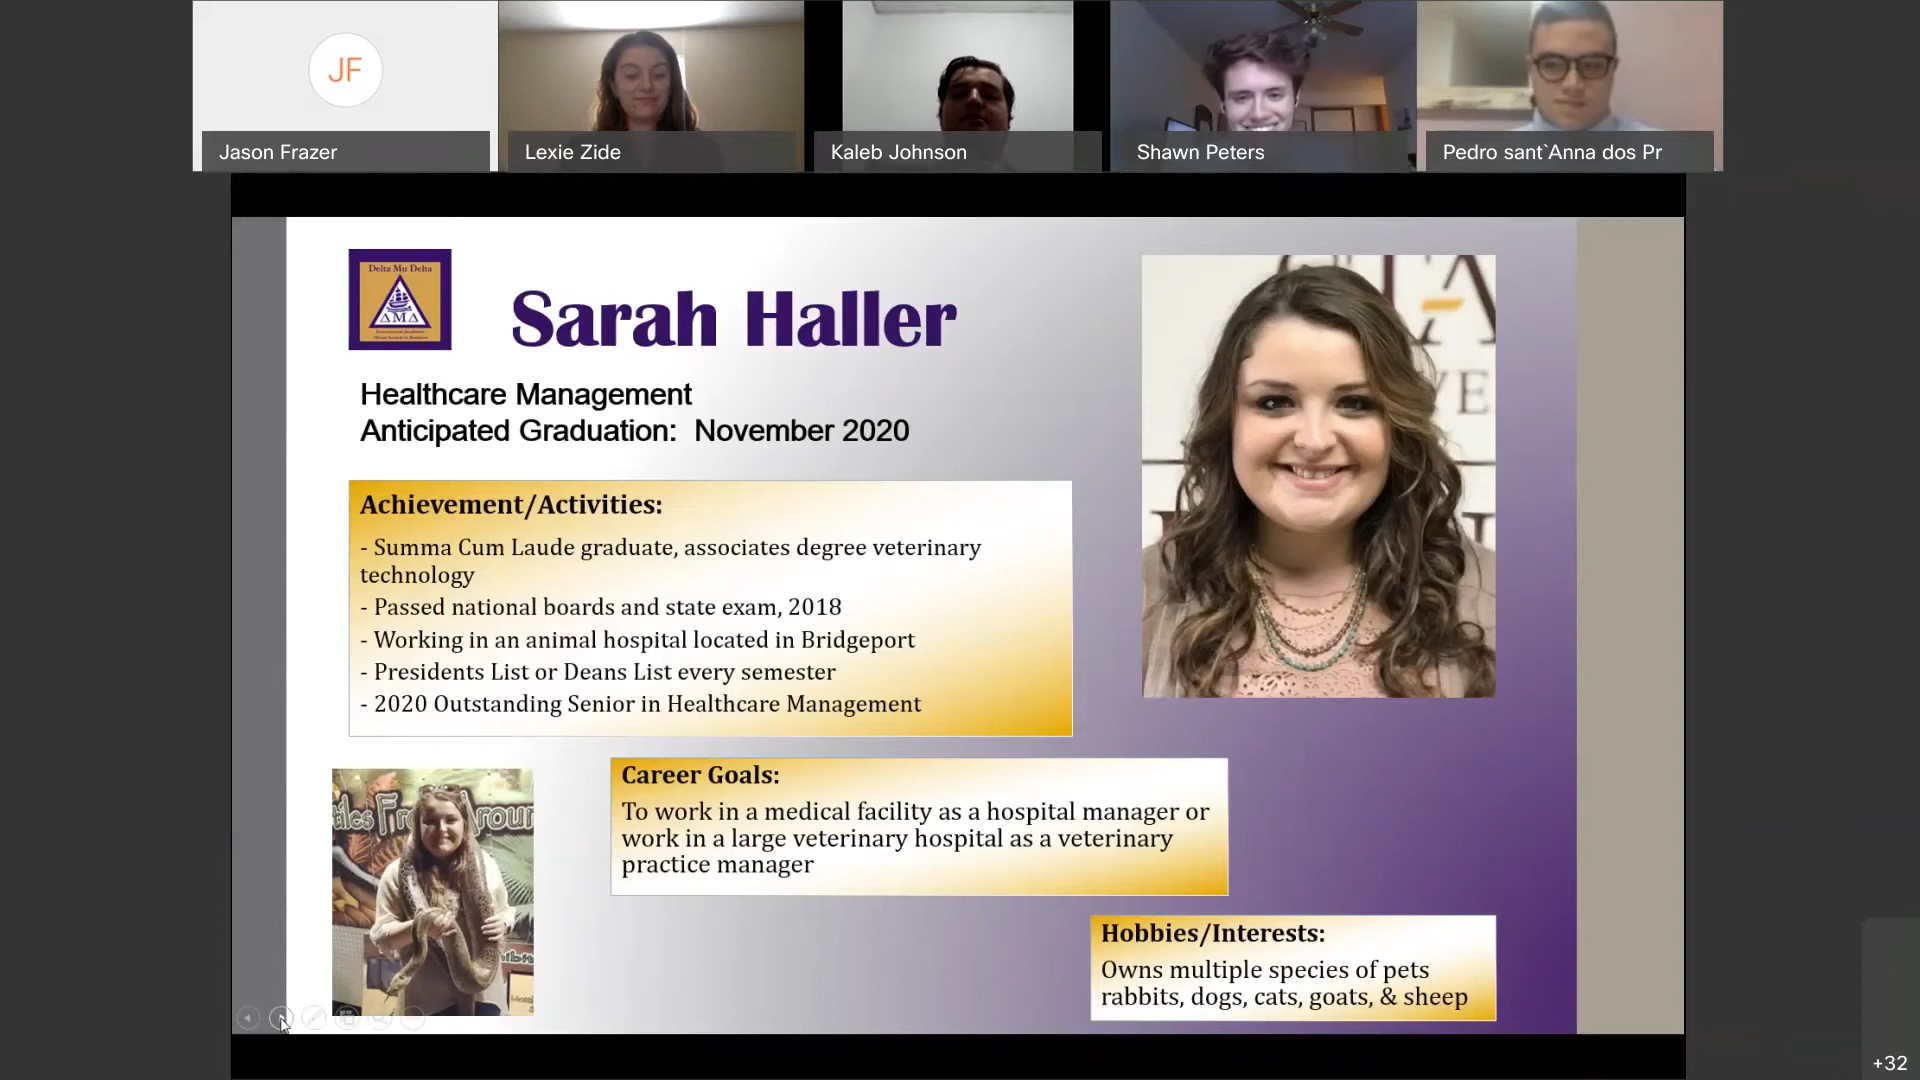 JF
Jason Frazer
Lexie Zide
Kaleb Johnson
Shawn Peters
Pedro sant`Anna dos Pr
Delta Mu Delta
ΔΜΔ
Sarah Haller
Healthcare Management
Anticipated Graduation: November 2020
Achievement/Activities:
- Summa Cum Laude graduate, associates degree veterinary
technology
- Passed national boards and state exam, 2018
- Working in an animal hospital located in Bridgeport
- Presidents List or Deans List every semester
- 2020 Outstanding Senior in Healthcare Management
Career Goals:
To work in a medical facility as a hospital manager or
work in a large veterinary hospital as a veterinary
practice manager
Hobbies/Interests:
Owns multiple species of pets
rabbits, dogs, cats, goats, & sheep
+32